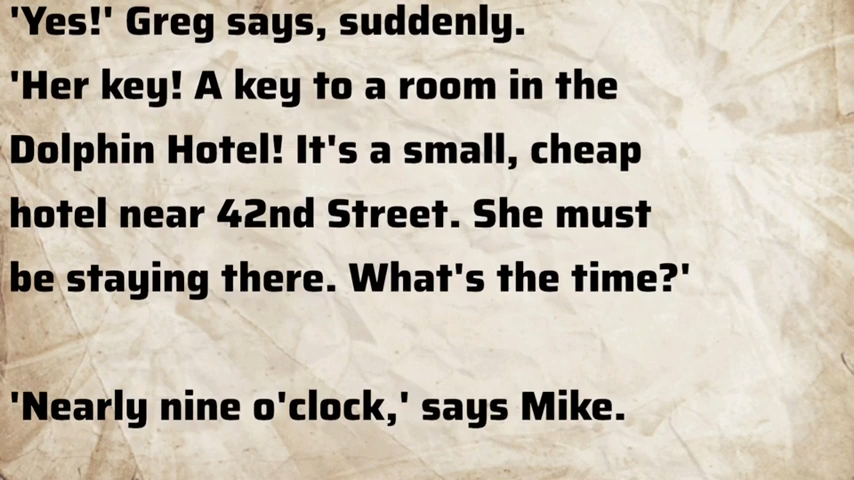 'Yes!' Greg says, suddenly.
'Her key! A key to a room in the
Dolphin Hotel! It's a small, cheap
hotel near 42nd Street. She must
be staying there. What's the time?'
'Nearly nine o'clock,' says Mike.